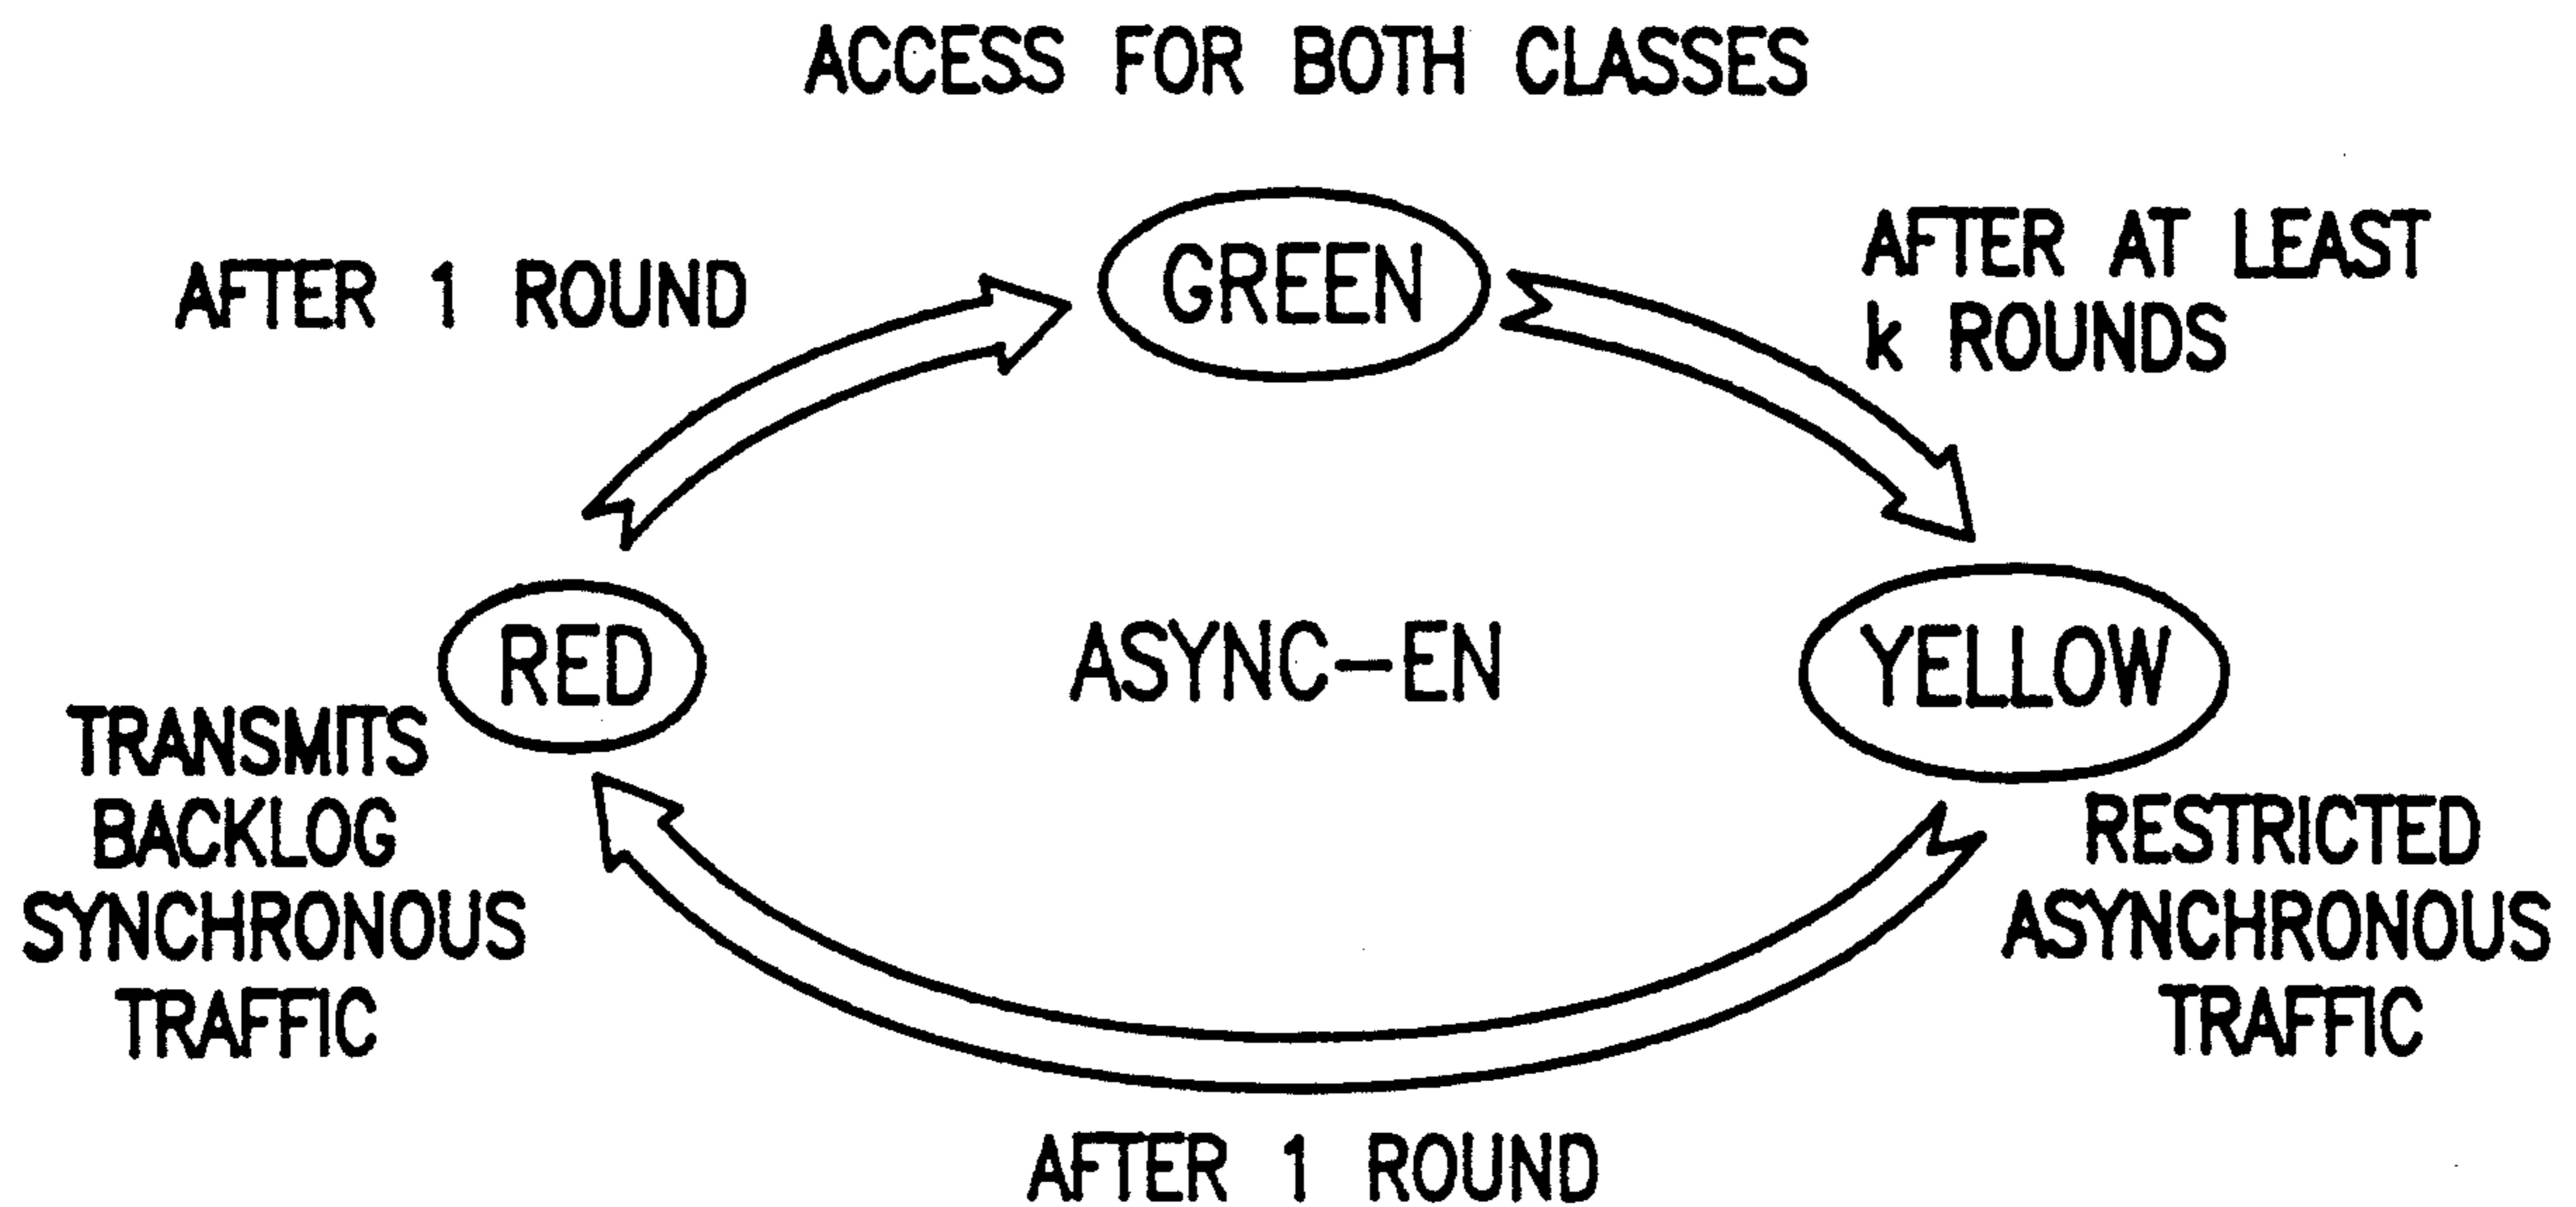 ACCESS FOR BOTH CLASSES
GREEN
AFTER AT LEAST
k ROUNDS
AFTER 1 ROUND
RED
ASYNC-EN
YELLOW
TRANSMITS
BACKLOG
SYNCHRONOUS
TRAFFIC
RESTRICTED
ASYNCHRONOUS
TRAFFIC
AFTER 1 ROUND